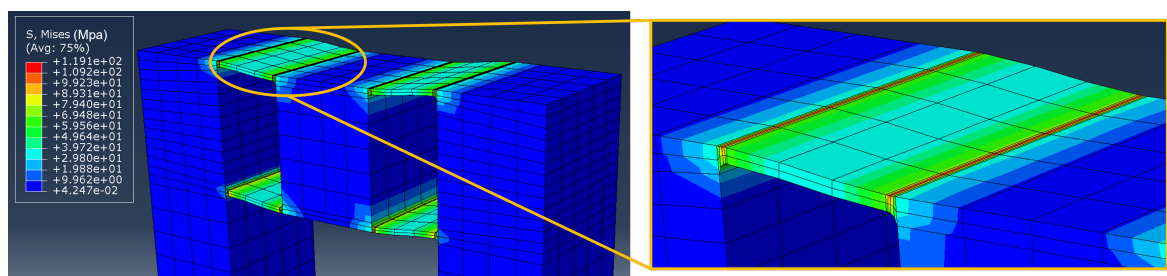 S, Mises (Mpa)
(Avg: 75%)
+1.191e+02
+1.092e+02
+9.923e+01
+8.931e+01
+7.940e+01
+6.948e+01
+5.956e+01
+4.964e+01
+3.972e+01
+2.980e+01
+1.988e+01
+9.962e+00
+4.247e-02